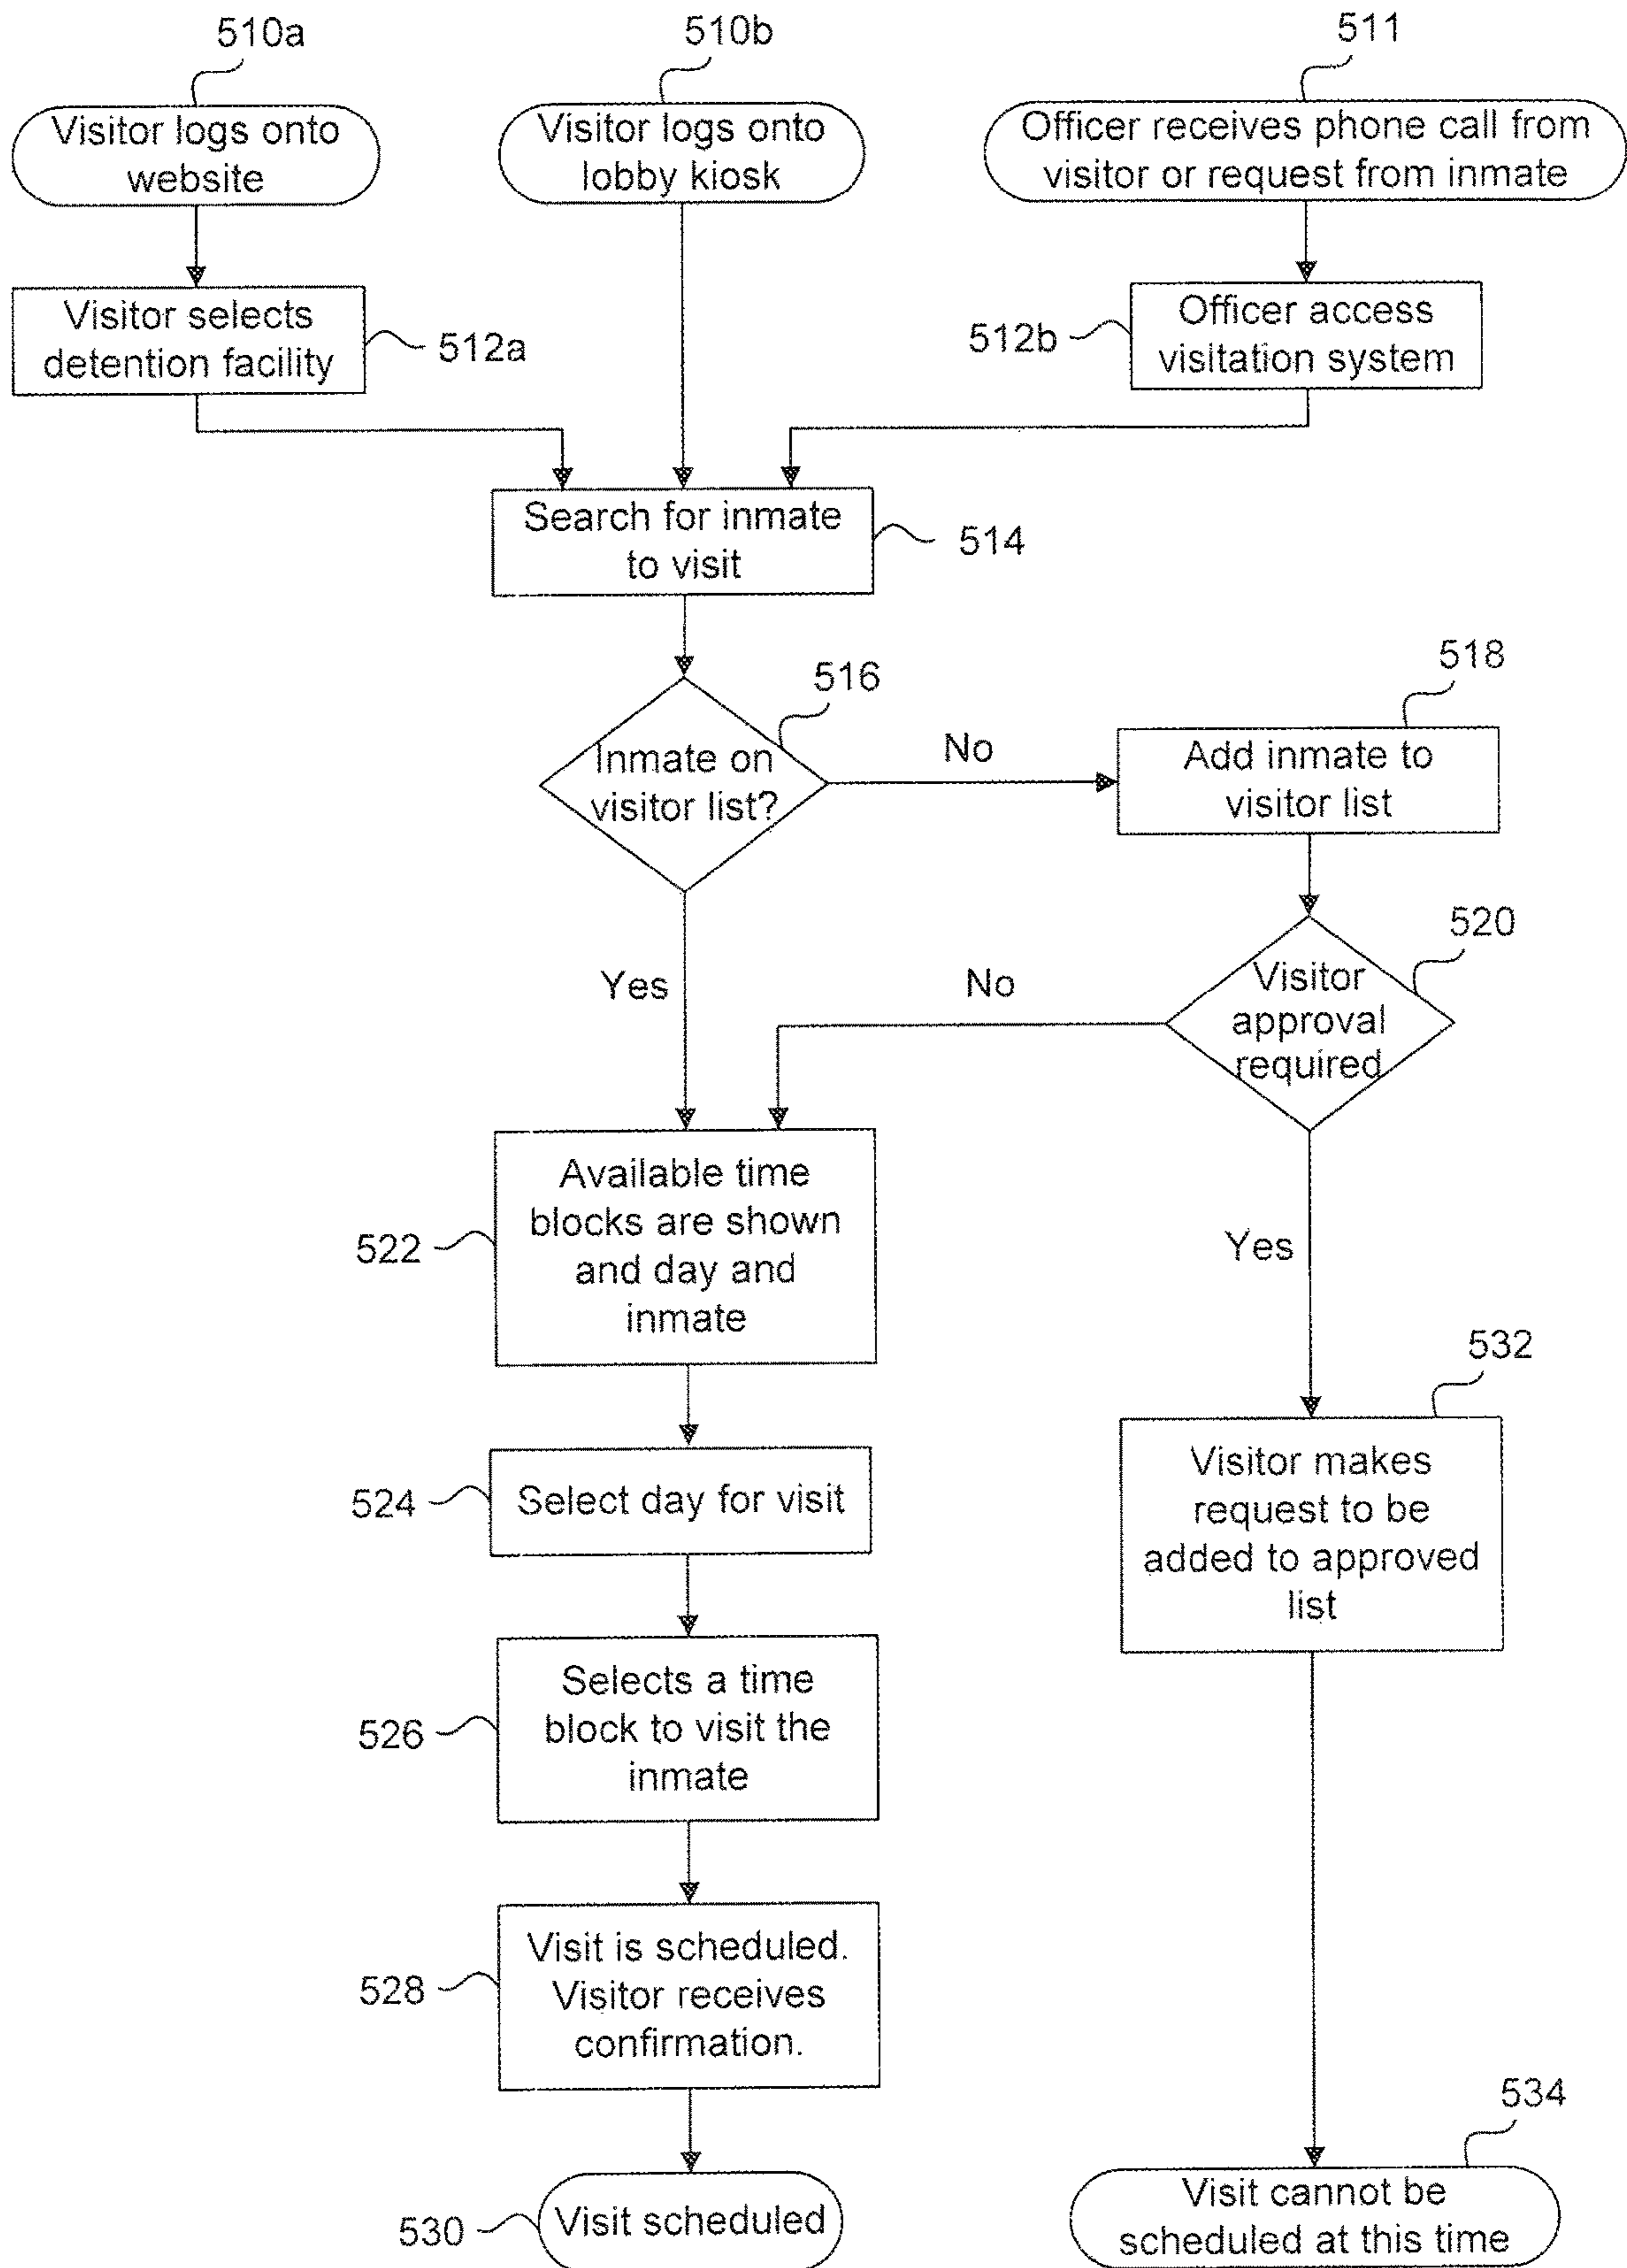 510a
510b
511
Visitor logs onto
website
Visitor logs onto
lobby kiosk
Officer receives phone call from
visitor or request from inmate
Visitor selects
detention facility
512a
512b
Officer access
visitation system
Search for inmate
to visit
514
516
518
Inmate on
visitor list?
No
Add inmate to
visitor list
520
Yes
No
Visitor
approval
required
522
Available time
blocks are shown
and day and
inmate
Yes
532
524
Select day for visit
Visitor makes
request to be
added to approved
list
526
Selects a time
block to visit the
inmate
528
Visit is scheduled.
Visitor receives
confirmation.
534
530
Visit scheduled
Visit cannot be
scheduled at this time